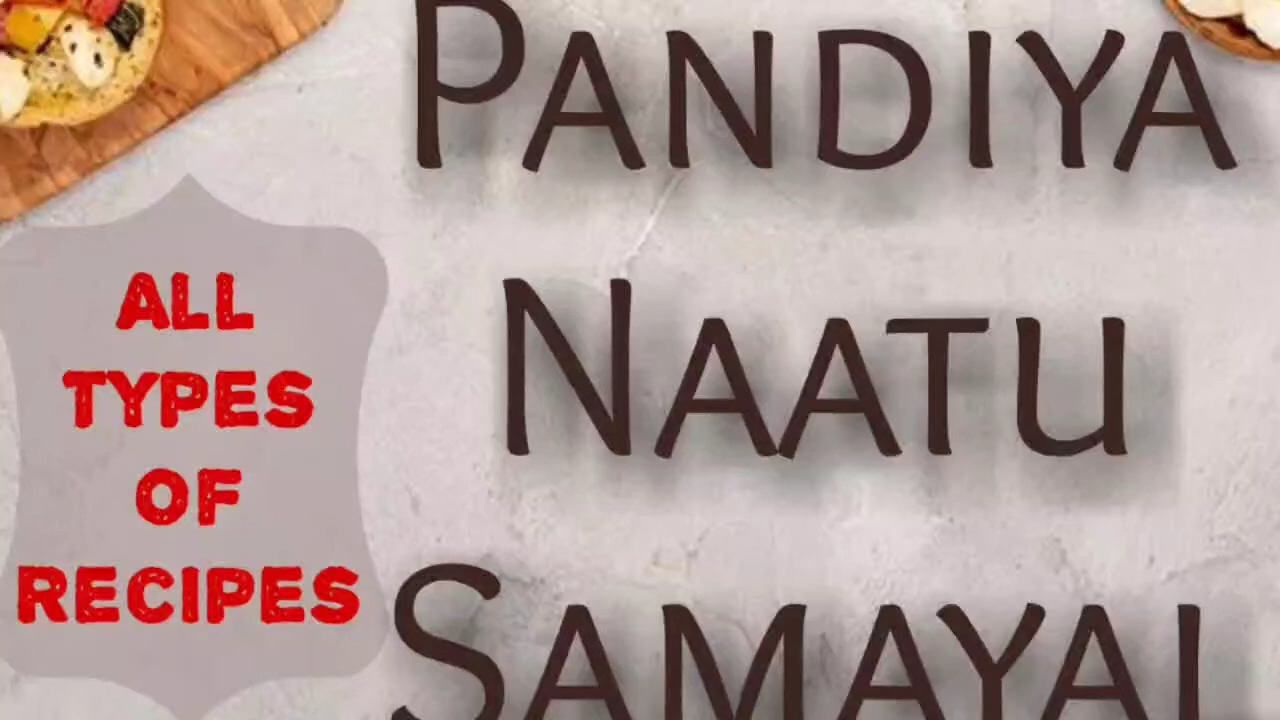 PANDIYA
NAATU
SAMAYAL
ALL
TYPES
OF
RECIPES